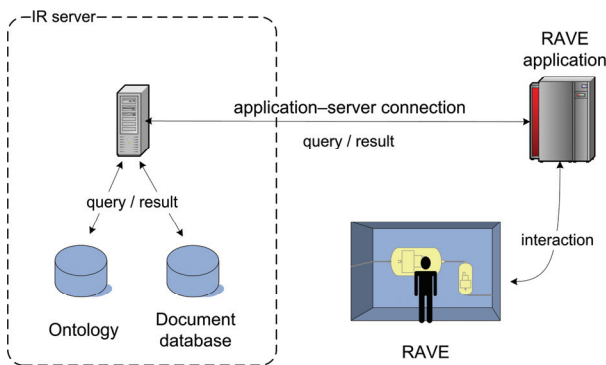 IR server
RAVE
application
application–server connection
query / result
query / result
interaction
Ontology
Document
database
RAVE